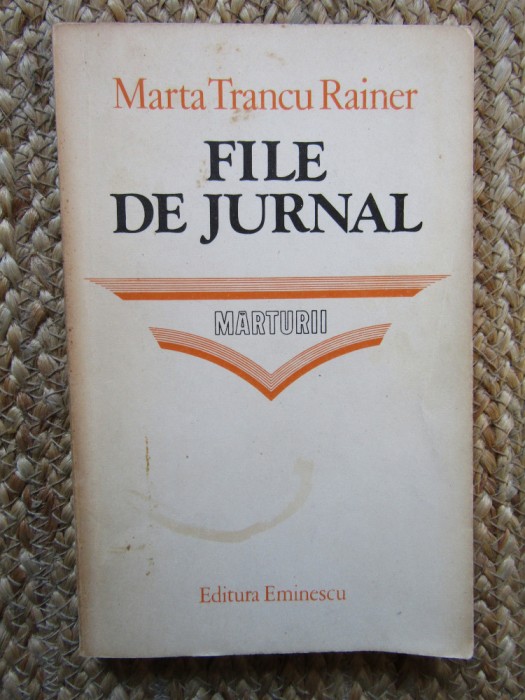 Marta Trancu Rainer
FILE
DE JURNAL
MĂRTURII
Editura Eminescu